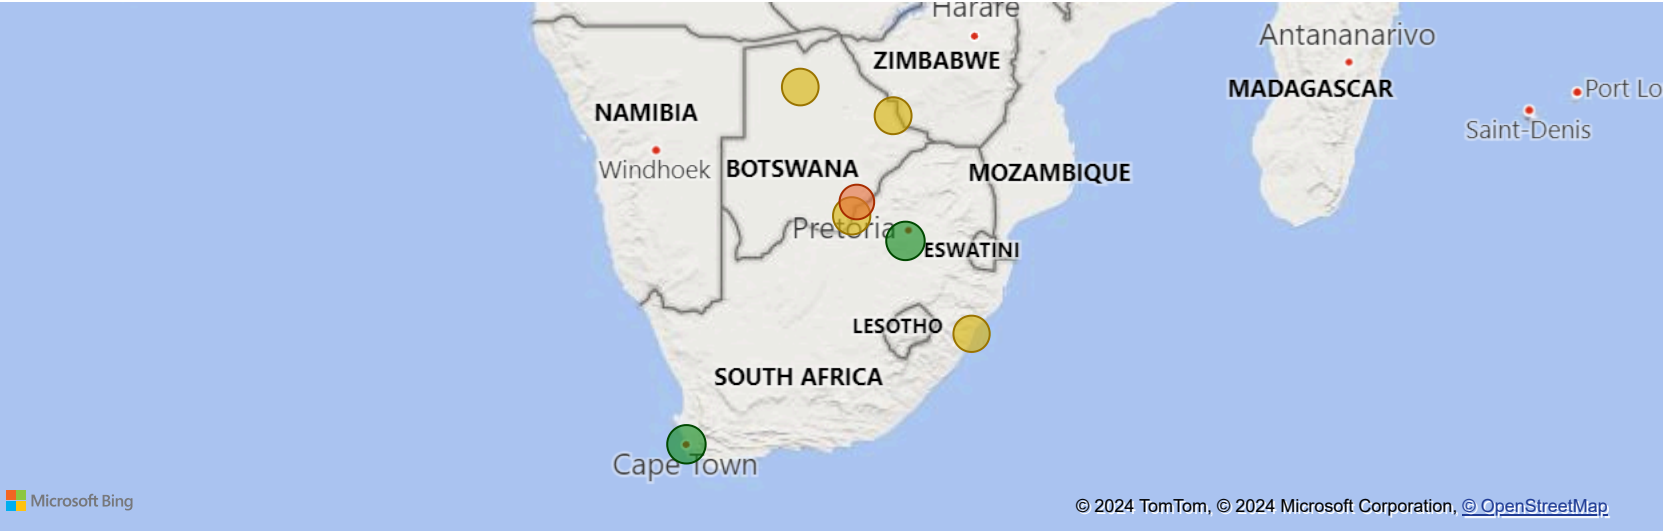 Harare
Antananarivo
ZIMBABWE
MADAGASCAR
Port Lo
NAMIBIA
Saint-Denis
Windhoek
BOTSWANA
MOZAMBIQUE
Pretoria
ESWATINI
LESOTHO
SOUTH AFRICA
Cape Town
Microsoft Bing
© 2024 TomTom, © 2024 Microsoft Corporation, © OpenStreetMap